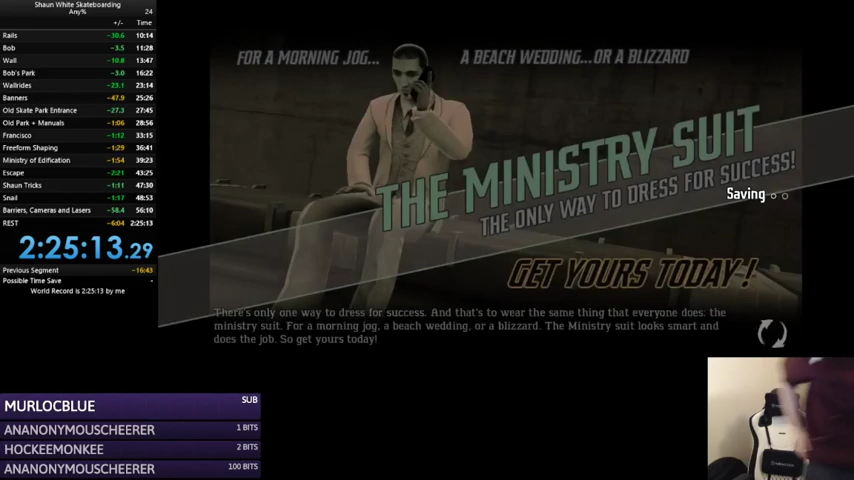 Shaun White Skateboarding
Any% 24
+/- Time
Rails -30.6 10:14
Bob -3.5 11:28
Wall -10.8 13:47
Bob's Park -3.0 16:22
Wallrides -23.1 23:14
Banners -47.9 25:26
Old Skate Park Entrance -27.3 27:45
Old Park + Manuals -1:06 28:56
Francisco -1:12 33:15
Freeform Shaping -1:29 36:41
Ministry of Edification -1:54 39:23
Escape -2:21 43:25
Shaun Tricks -1:11 47:30
Snail -1:17 48:53
Barriers, Cameras and Lasers -58.4 56:10
REST -6:04 2:25:13
2:25:13.29
Previous Segment -16:43
Possible Time Save -
World Record is 2:25:13 by me
FOR A MORNING JOG... A BEACH WEDDING...OR A BLIZZARD
THE MINISTRY SUIT
THE ONLY WAY TO DRESS FOR SUCCESS!
Saving
GET YOURS TODAY!
There's only one way to dress for success. And that's to wear the same thing that everyone does: the
ministry suit. For a morning jog, a beach wedding, or a blizzard. The Ministry suit looks smart and
does the job. So get yours today!
MURLOCBLUE SUB
ANANONYMOUSCHEERER 1 BITS
HOCKEEMONKEE 2 BITS
ANANONYMOUSCHEERER 100 BITS